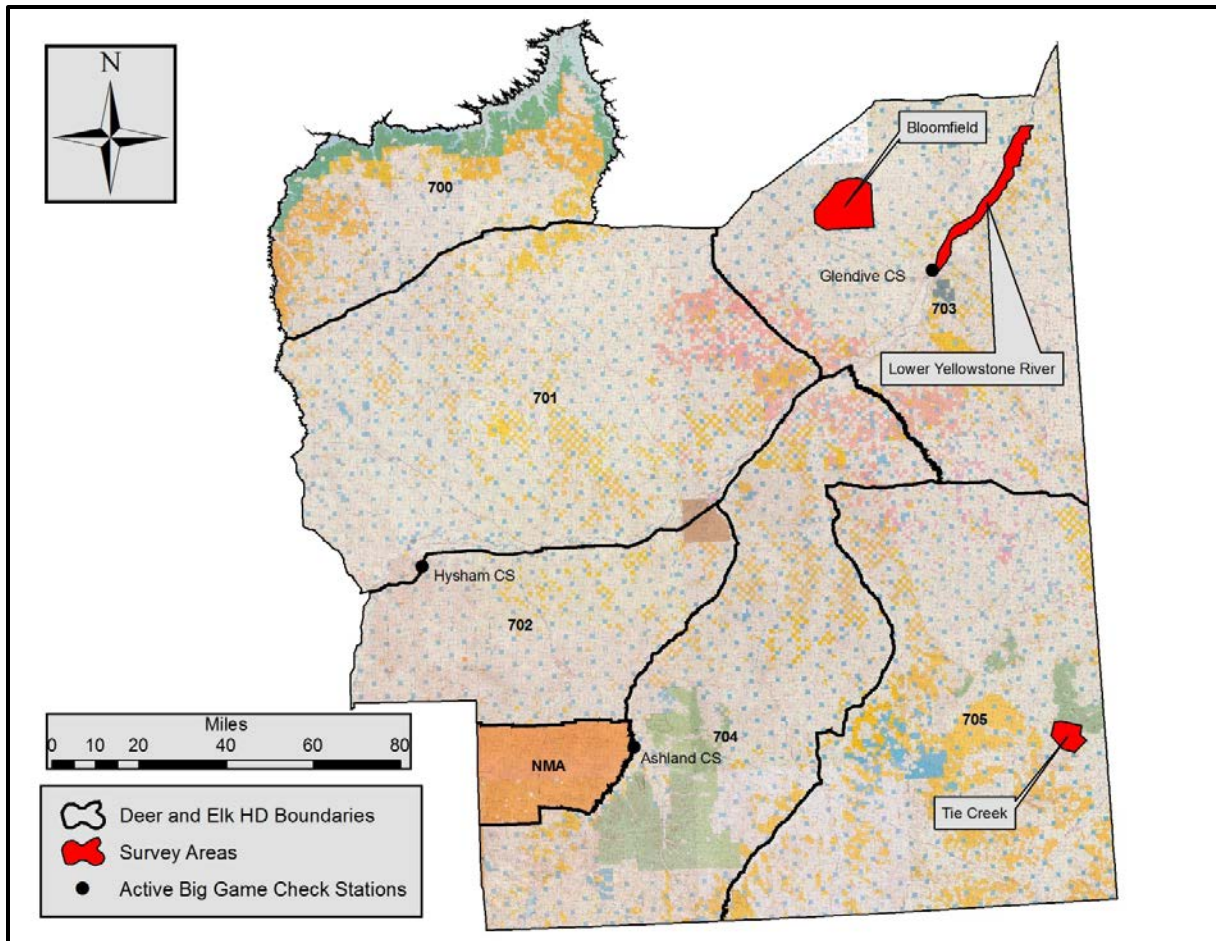 N
Bloomfield
700
Glendive CS
703
Lower Yellowstone River
701
Hysham CS
702
705
704
NMA
Ashland CS
Tie Creek
Miles
0 10 20 40 60 80
Deer and Elk HD Boundaries
Survey Areas
Active Big Game Check Stations